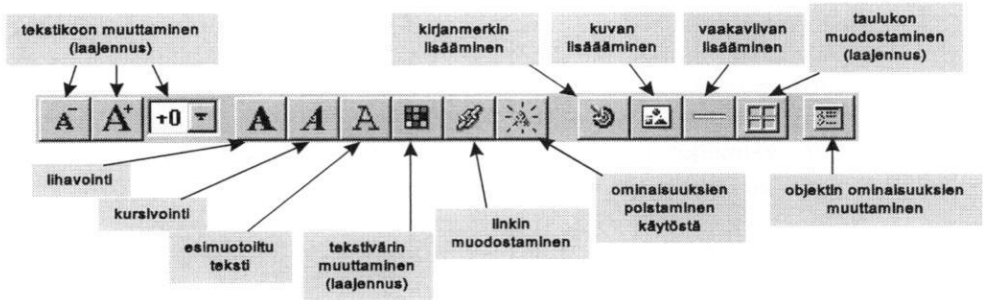 tekstikoon muuttaminen
(laajennus)
kirjanmerkin
lisääminen
kuvan
lisäääminen
vaakaviivan
lisääminen
taulukon
muodostaminen
(laajennus)
A- A+ +0 A A A
lihavointi
kursivointi
esimuotoiltu
teksti
tekstivärin
muuttaminen
(laajennus)
linkin
muodostaminen
ominaisuuksien
poistaminen
käytöstä
objektin ominaisuuksien
muuttaminen